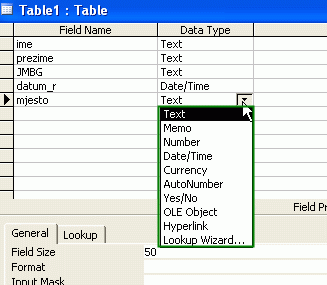 Table1 : Table
Field Name Data Type
ime Text
prezime Text
JMBG Text
datum_r Date/Time
mjesto Text
Text
Memo
Number
Date/Time
Currency
AutoNumber
Yes/No
OLE Object
Hyperlink
Lookup Wizard...
Field Pr
General Lookup
Field Size 50
Format
Input Mask